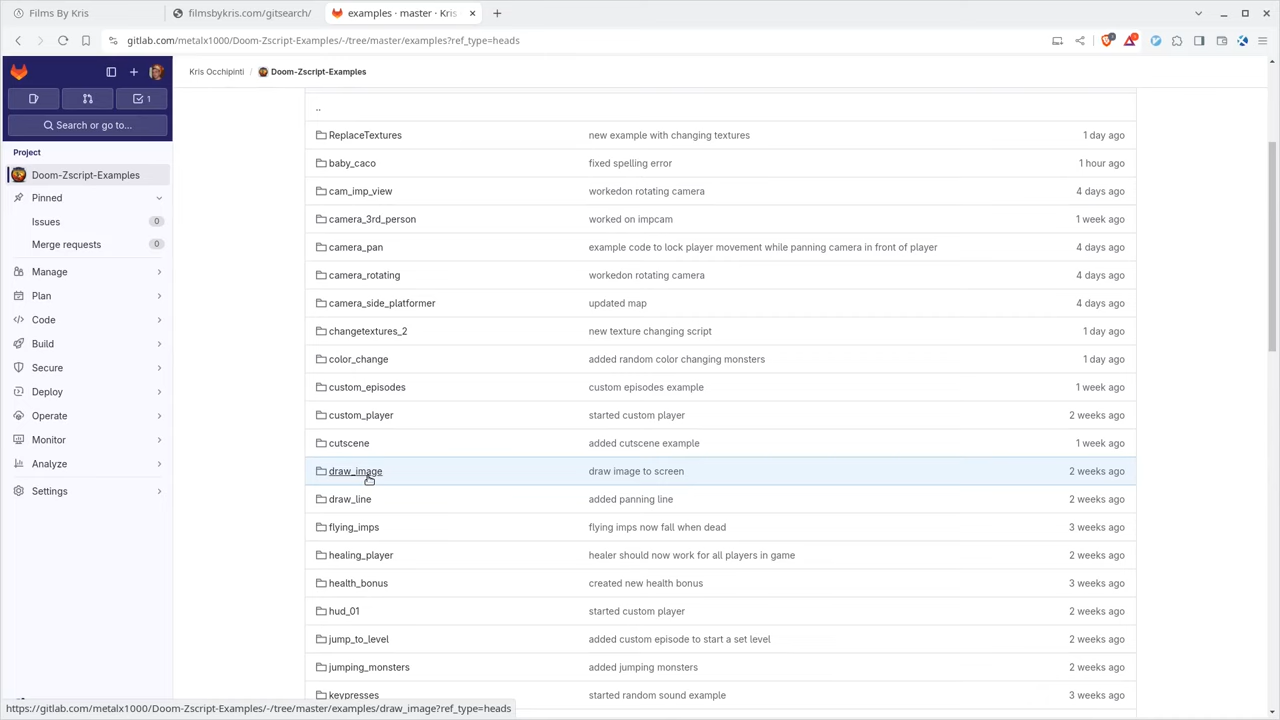 Films By Kris
filmsbykris.com/gitsearch/
examples · master · Kris
gitlab.com/metalx1000/Doom-Zscript-Examples/-/tree/master/examples?ref_type=heads
1
Search or go to...
Project
Doom-Zscript-Examples
Pinned
Issues 0
Merge requests 0
Manage
Plan
Code
Build
Secure
Deploy
Operate
Monitor
Analyze
Settings
Kris Occhipinti / Doom-Zscript-Examples
..
ReplaceTextures new example with changing textures 1 day ago
baby_caco fixed spelling error 1 hour ago
cam_imp_view workedon rotating camera 4 days ago
camera_3rd_person worked on impcam 1 week ago
camera_pan example code to lock player movement while panning camera in front of player 4 days ago
camera_rotating workedon rotating camera 4 days ago
camera_side_platformer updated map 4 days ago
changetextures_2 new texture changing script 1 day ago
color_change added random color changing monsters 1 day ago
custom_episodes custom episodes example 1 week ago
custom_player started custom player 2 weeks ago
cutscene added cutscene example 1 week ago
draw_image draw image to screen 2 weeks ago
draw_line added panning line 2 weeks ago
flying_imps flying imps now fall when dead 3 weeks ago
healing_player healer should now work for all players in game 2 weeks ago
health_bonus created new health bonus 3 weeks ago
hud_01 started custom player 2 weeks ago
jump_to_level added custom episode to start a set level 2 weeks ago
jumping_monsters added jumping monsters 2 weeks ago
keypresses started random sound example 3 weeks ago
https://gitlab.com/metalx1000/Doom-Zscript-Examples/-/tree/master/examples/draw_image?ref_type=heads